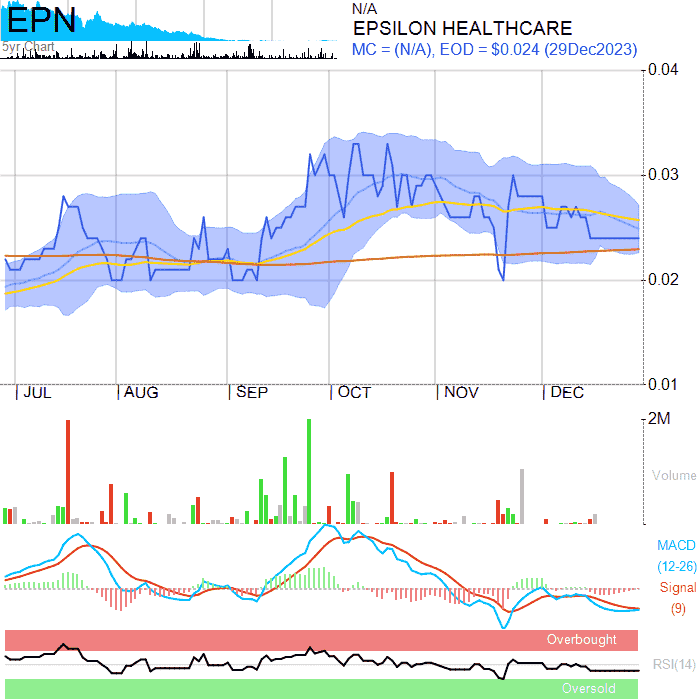 EPN
5yr Chart
N/A
EPSILON HEALTHCARE
MC = (N/A), EOD = $0.024 (29Dec2023)
0.04
0.03
0.02
0.01
JUL AUG SEP OCT NOV DEC
2M
Volume
MACD
(12-26)
Signal
(9)
Overbought
RSI(14)
Oversold